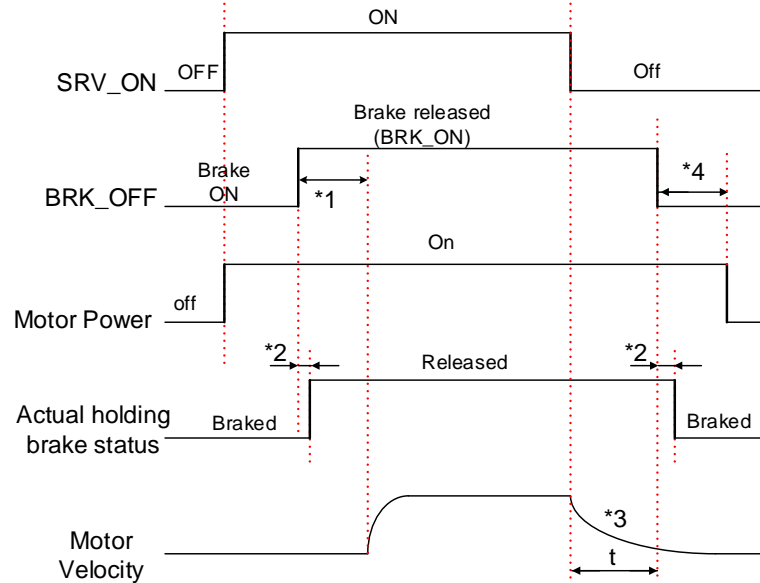 ON
OFF
Off
SRV_ON
Brake released
(BRK_ON)
Brake
ON
*4
*1
BRK_OFF
On
off
Motor Power
*2
*2
Released
Actual holding
brake status
Braked
Braked
*3
Motor
Velocity
t